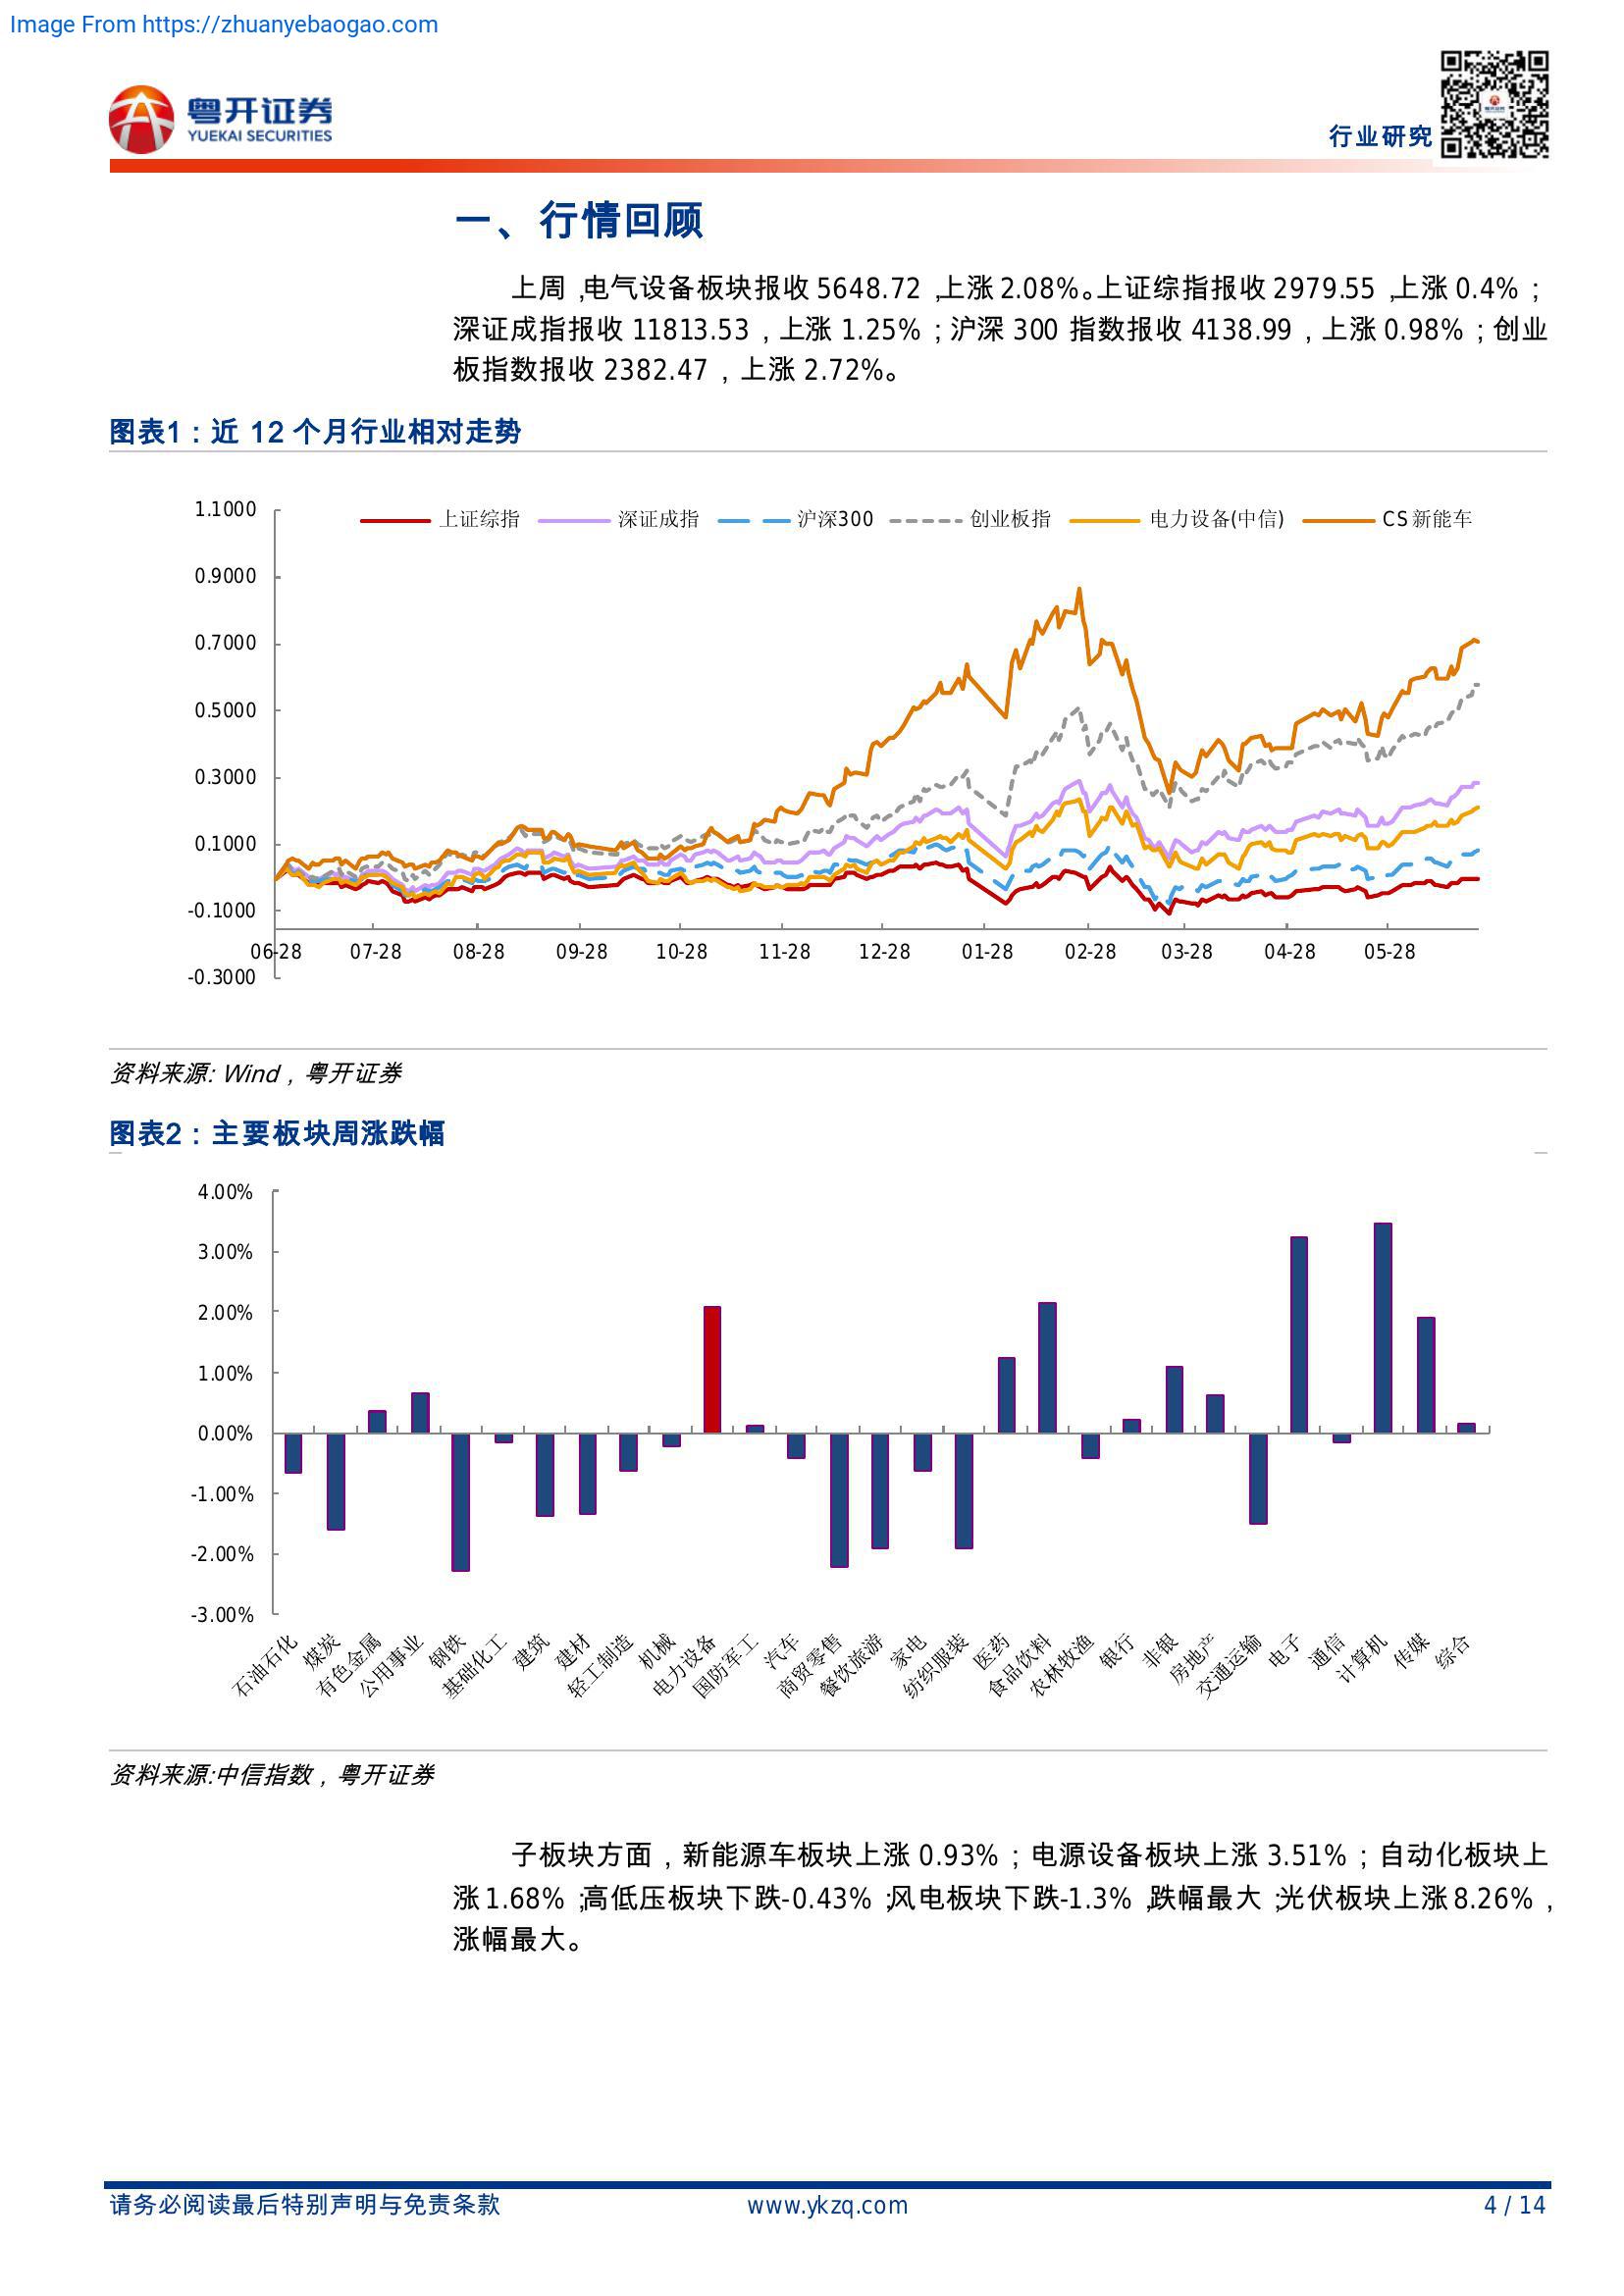 Image From https://zhuanyebaogao.com
粤开证券
YUEKAI SECURITIES
行业研究
一、行情回顾
上周，电气设备板块报收 5648.72，上涨 2.08%。上证综指报收 2979.55，上涨 0.4%；
深证成指报收 11813.53，上涨 1.25%；沪深 300 指数报收 4138.99，上涨 0.98%；创业
板指数报收 2382.47，上涨 2.72%。
图表1：近 12 个月行业相对走势
上证综指 深证成指 沪深300 创业板指 电力设备(中信) CS新能车
1.1000
0.9000
0.7000
0.5000
0.3000
0.1000
-0.1000
-0.3000
06-28 07-28 08-28 09-28 10-28 11-28 12-28 01-28 02-28 03-28 04-28 05-28
资料来源: Wind，粤开证券
图表2：主要板块周涨跌幅
4.00%
3.00%
2.00%
1.00%
0.00%
-1.00%
-2.00%
-3.00%
石油石化 煤炭 有色金属 公用事业 钢铁 基础化工 建筑 建材 轻工制造 机械 电力设备 国防军工 汽车 商贸零售 餐饮旅游 家电 纺织服装 医药 食品饮料 农林牧渔 银行 非银 房地产 交通运输 电子 通信 计算机 传媒 综合
资料来源:中信指数，粤开证券
子板块方面，新能源车板块上涨 0.93%；电源设备板块上涨 3.51%；自动化板块上
涨 1.68%；高低压板块下跌-0.43%；风电板块下跌-1.3%，跌幅最大；光伏板块上涨 8.26%，
涨幅最大。
请务必阅读最后特别声明与免责条款
www.ykzq.com
4 / 14